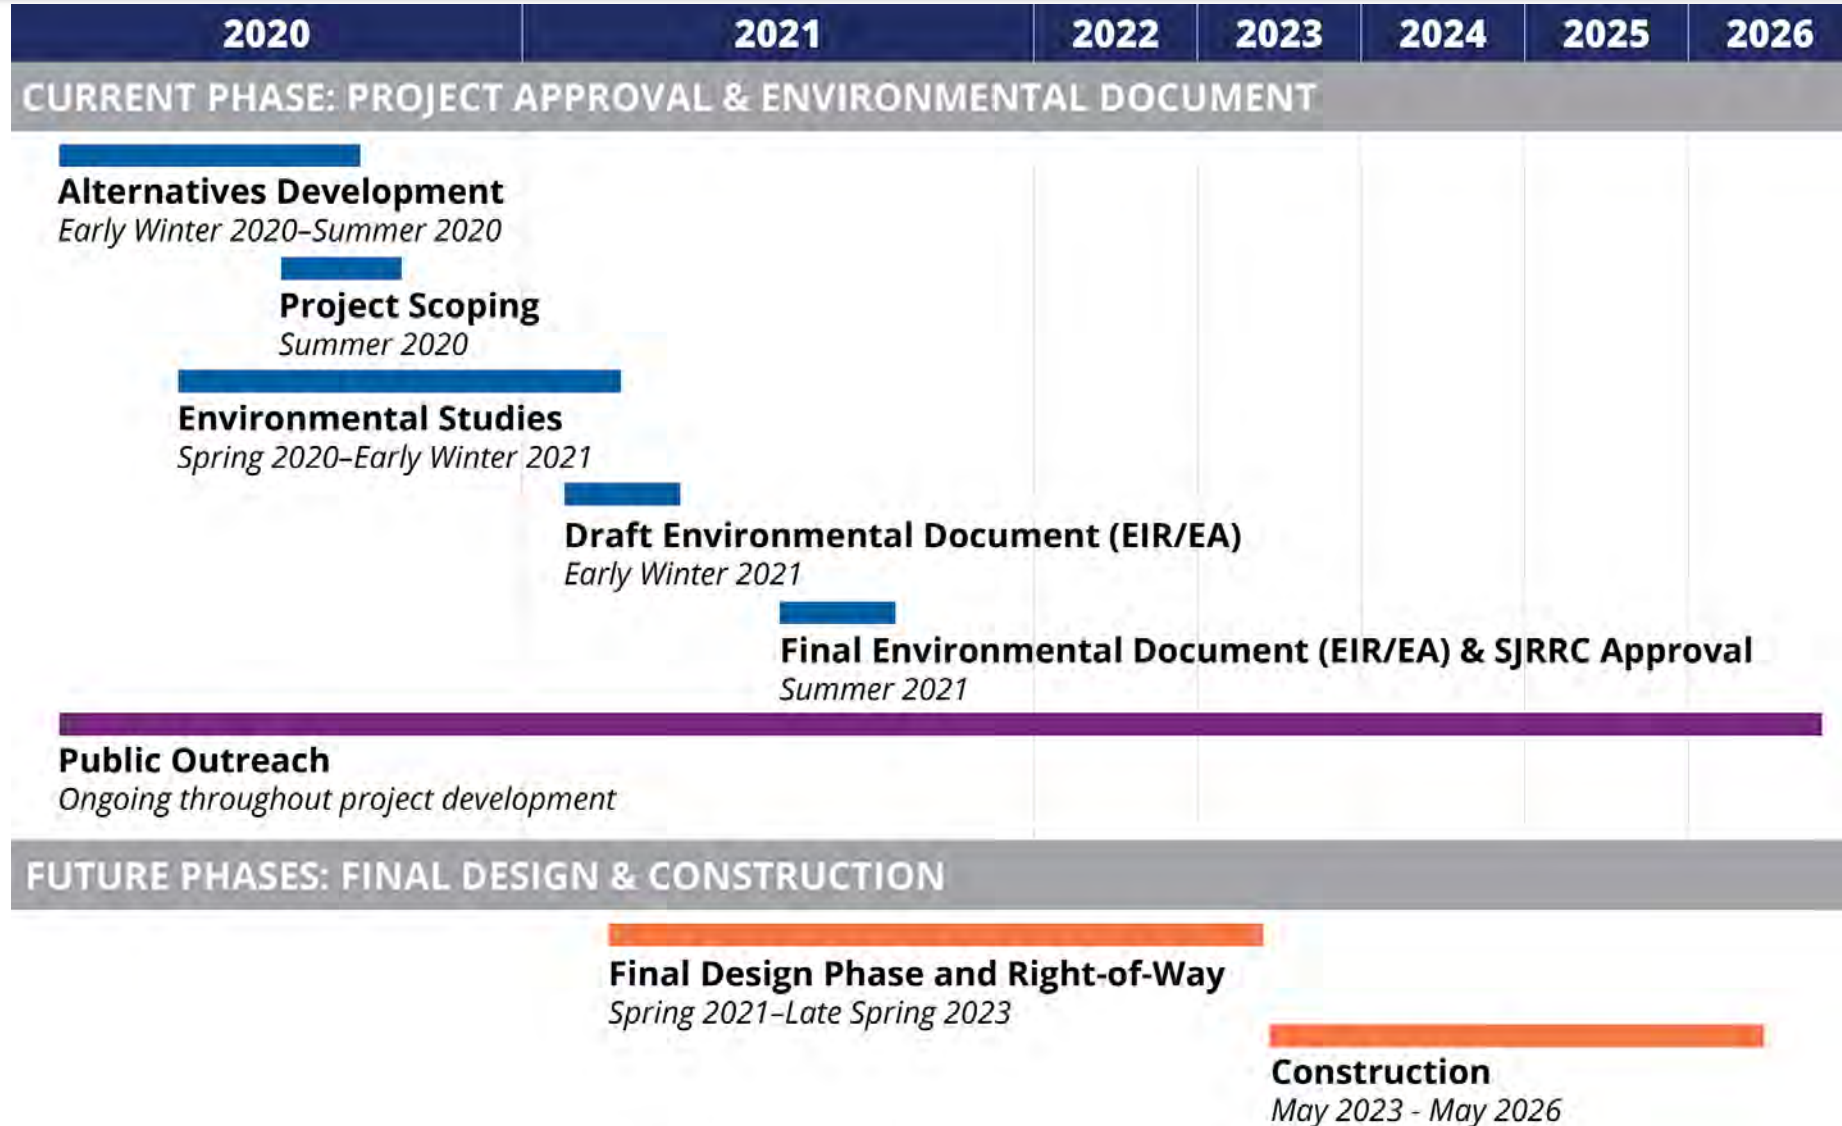 2020 2021 2022 2023 2024 2025 2026
CURRENT PHASE: PROJECT APPROVAL & ENVIRONMENTAL DOCUMENT
Alternatives Development
Early Winter 2020–Summer 2020
Project Scoping
Summer 2020
Environmental Studies
Spring 2020–Early Winter 2021
Draft Environmental Document (EIR/EA)
Early Winter 2021
Final Environmental Document (EIR/EA) & SJRRC Approval
Summer 2021
Public Outreach
Ongoing throughout project development
FUTURE PHASES: FINAL DESIGN & CONSTRUCTION
Final Design Phase and Right-of-Way
Spring 2021–Late Spring 2023
Construction
May 2023 - May 2026